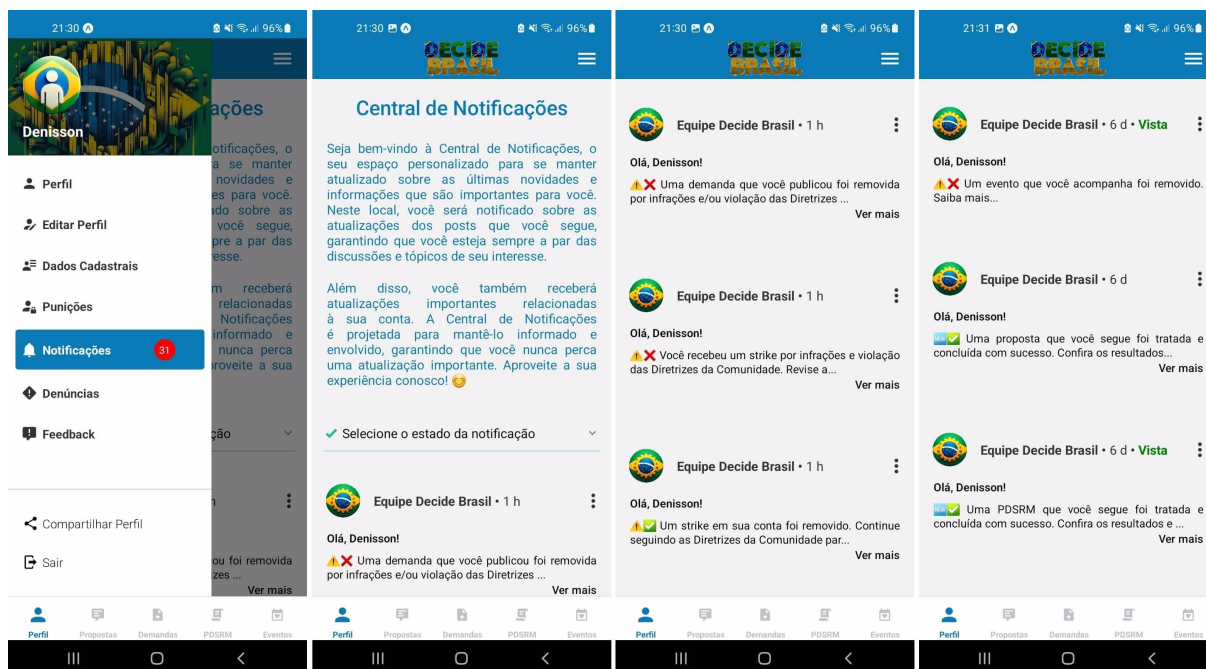 21:30
96%
Denisson
Perfil
Editar Perfil
Dados Cadastrais
Punições
Notificações 31
Denúncias
Feedback
Compartilhar Perfil
Sair
ações
otificações, o
a se manter
novidades e
es para você.
ado sobre as
você segue,
pre a par das
resse.
m receberá
relacionadas
Notificações
informado e
nunca perca
roveite a sua
ção
h
ou foi removida
zes ...
Ver mais
Perfil Propostas Demandas PDSRM Eventos
21:30
96%
DECIDE
BRASIL
Central de Notificações
Seja bem-vindo à Central de Notificações, o
seu espaço personalizado para se manter
atualizado sobre as últimas novidades e
informações que são importantes para você.
Neste local, você será notificado sobre as
atualizações dos posts que você segue,
garantindo que você esteja sempre a par das
discussões e tópicos de seu interesse.
Além disso, você também receberá
atualizações importantes relacionadas
à sua conta. A Central de Notificações
é projetada para mantê-lo informado e
envolvido, garantindo que você nunca perca
uma atualização importante. Aproveite a sua
experiência conosco! 😊
Selecione o estado da notificação
Equipe Decide Brasil • 1 h
Olá, Denisson!
⚠️❌ Uma demanda que você publicou foi removida
por infrações e/ou violação das Diretrizes ...
Ver mais
Perfil Propostas Demandas PDSRM Eventos
21:30
96%
DECIDE
BRASIL
Equipe Decide Brasil • 1 h
Olá, Denisson!
⚠️❌ Uma demanda que você publicou foi removida
por infrações e/ou violação das Diretrizes ...
Ver mais
Equipe Decide Brasil • 1 h
Olá, Denisson!
⚠️❌ Você recebeu um strike por infrações e violação
das Diretrizes da Comunidade. Revise a...
Ver mais
Equipe Decide Brasil • 1 h
Olá, Denisson!
⚠️✅ Um strike em sua conta foi removido. Continue
seguindo as Diretrizes da Comunidade par...
Ver mais
Perfil Propostas Demandas PDSRM Eventos
21:31
96%
DECIDE
BRASIL
Equipe Decide Brasil • 6 d • Vista
Olá, Denisson!
⚠️❌ Um evento que você acompanha foi removido.
Saiba mais...
Equipe Decide Brasil • 6 d
Olá, Denisson!
🆕✅ Uma proposta que você segue foi tratada e
concluída com sucesso. Confira os resultados...
Ver mais
Equipe Decide Brasil • 6 d • Vista
Olá, Denisson!
🆕✅ Uma PDSRM que você segue foi tratada e
concluída com sucesso. Confira os resultados e ...
Ver mais
Perfil Propostas Demandas PDSRM Eventos